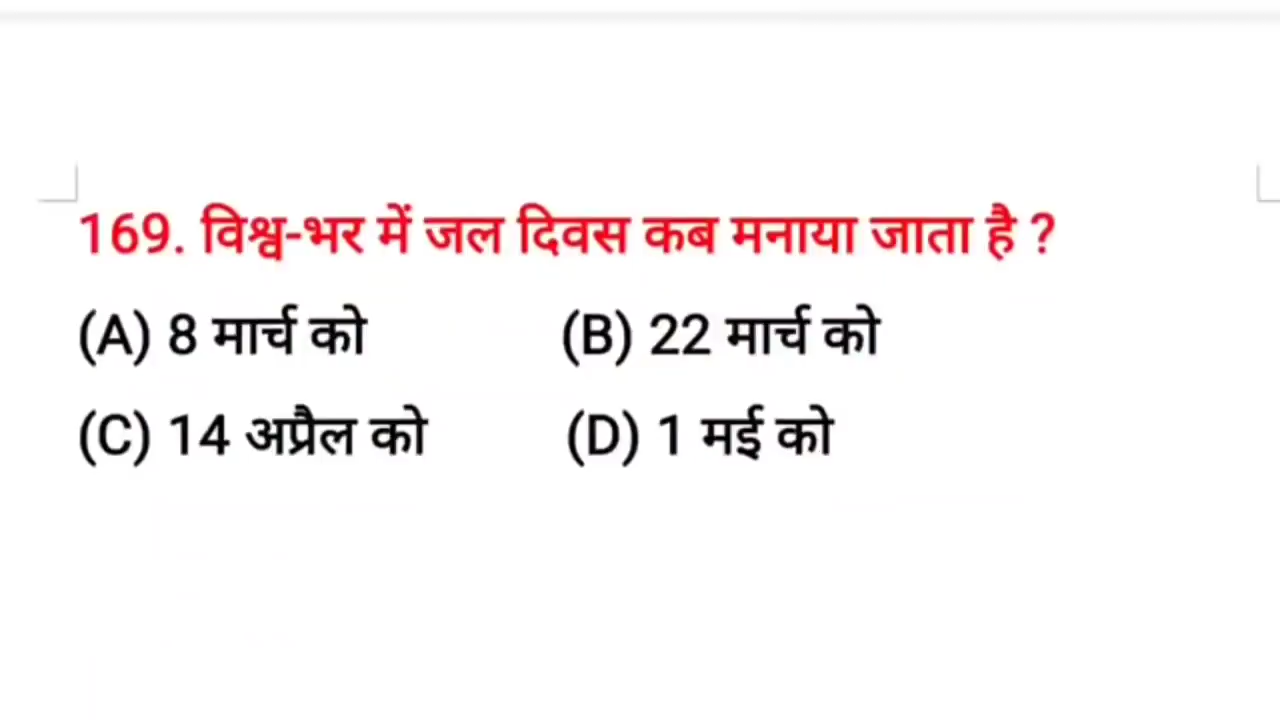 169. विश्व-भर में जल दिवस कब मनाया जाता है ?
(A) 8 मार्च को (B) 22 मार्च को
(C) 14 अप्रैल को (D) 1 मई को